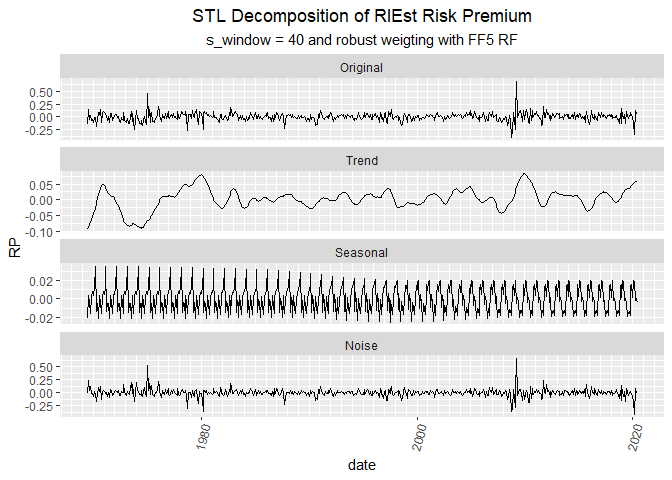 STL Decomposition of RlEst Risk Premium
s_window = 40 and robust weigting with FF5 RF
Original
0.50
0.25
0.00
-0.25
Trend
0.05
0.00
-0.05
-0.10
RP
Seasonal
0.02
0.00
-0.02
Noise
0.50
0.25
0.00
-0.25
1980
2000
2020
date